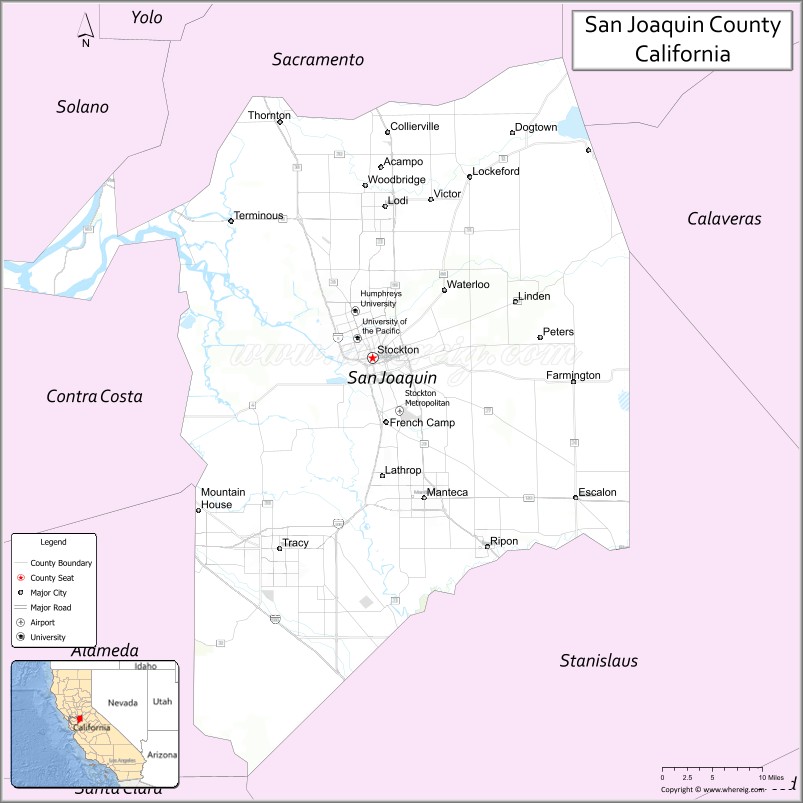 San Joaquin County
California
Yolo
N
Sacramento
Solano
Thornton
Collierville
Dogtown
Acampo
Woodbridge
Lockeford
Lodi
Victor
Terminous
Calaveras
Waterloo
Linden
Humphreys
University
University of
the Pacific
Peters
Stockton
San Joaquin
Farmington
Contra Costa
Stockton
Metropolitan
French Camp
Lathrop
Mountain
House
Manteca
Escalon
Tracy
Ripon
Legend
County Boundary
County Seat
Major City
Major Road
Airport
University
Alameda
Stanislaus
Idaho
Nevada
Utah
California
Los Angeles
Arizona
Santa Clara
0 2.5 5 10 Miles
Copyright © www.whereig.com